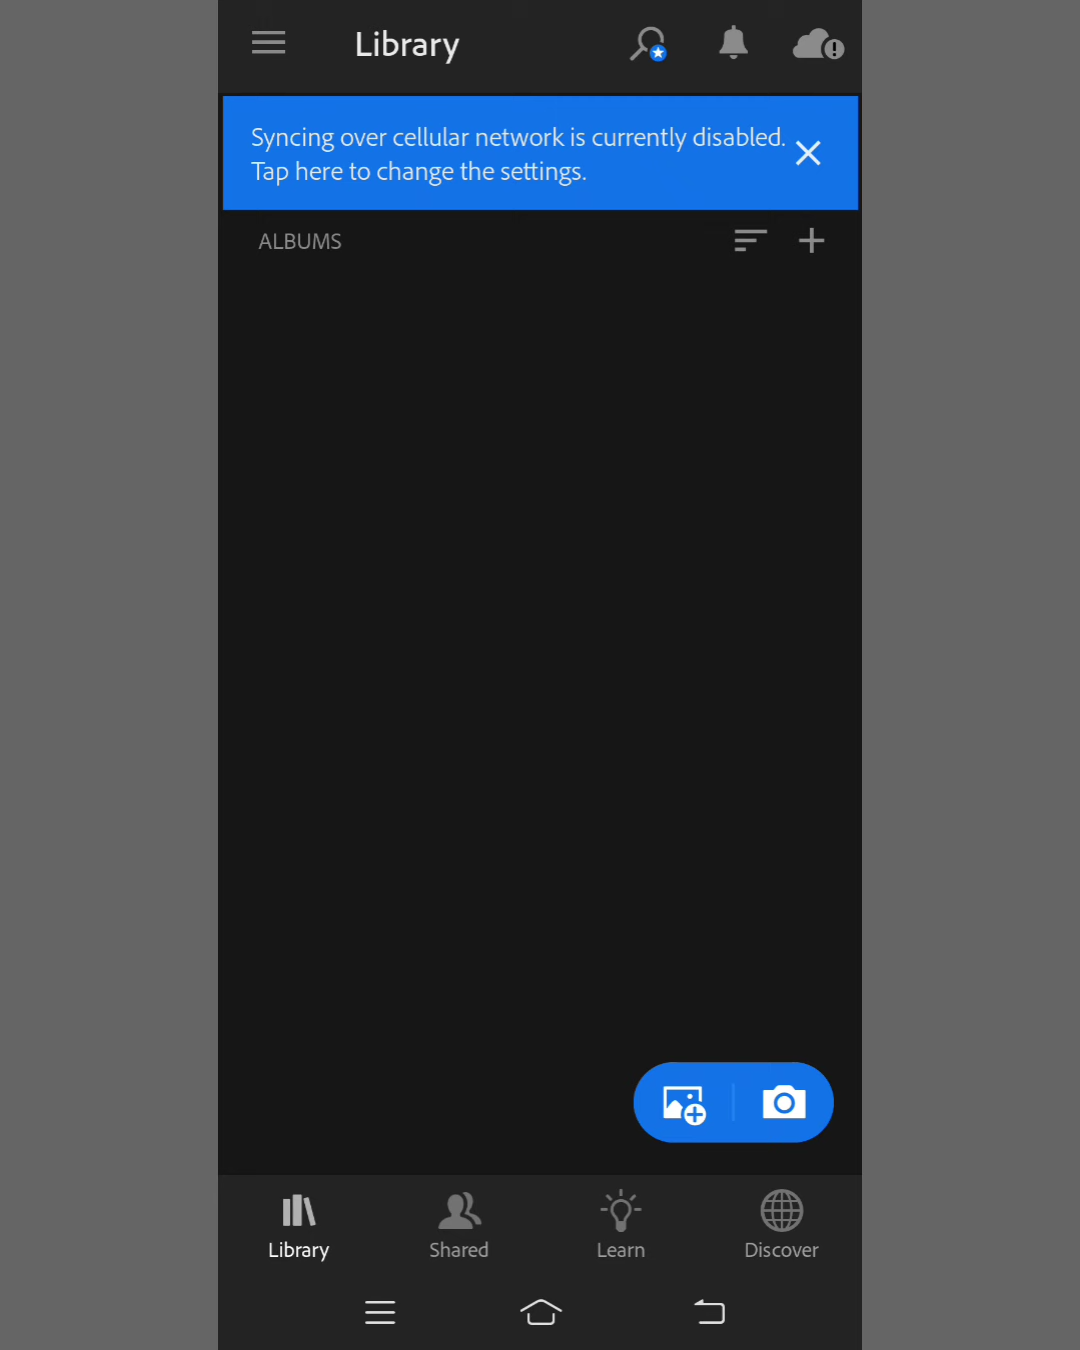 Library
Syncing over cellular network is currently disabled.
Tap here to change the settings.
ALBUMS
Library
Shared
Learn
Discover